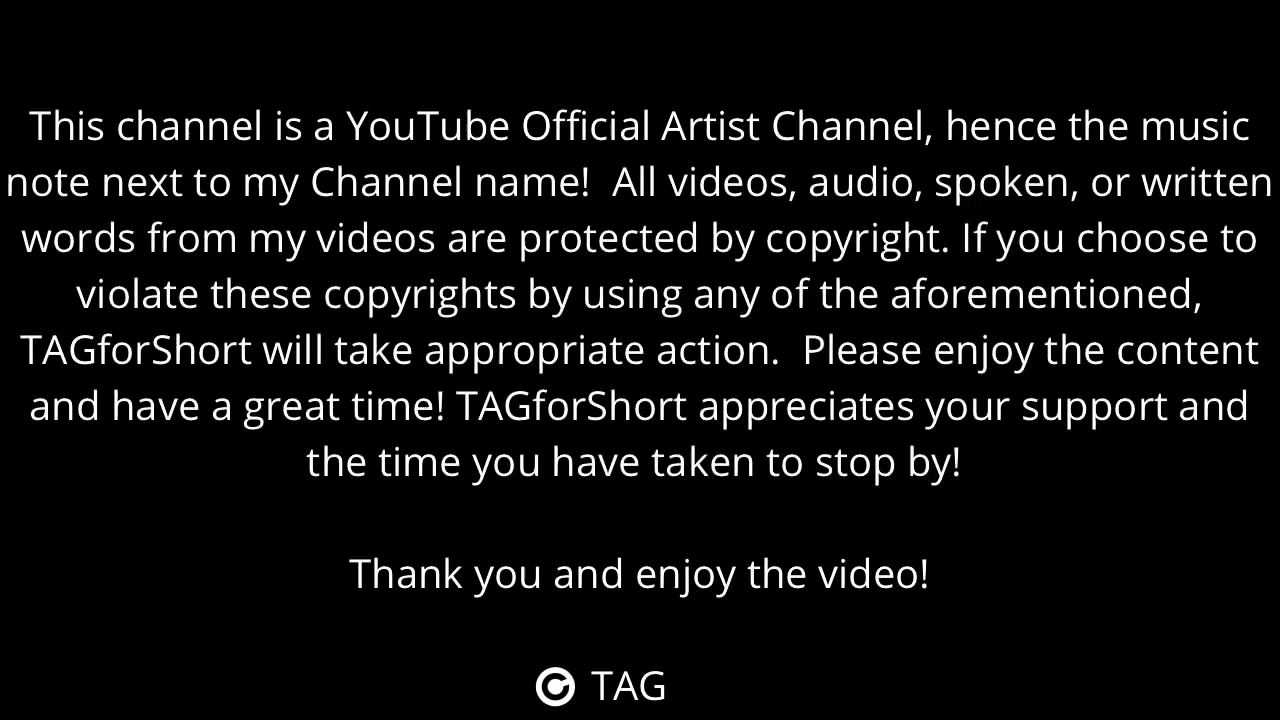 This channel is a YouTube Official Artist Channel, hence the music
note next to my Channel name!  All videos, audio, spoken, or written
words from my videos are protected by copyright. If you choose to
violate these copyrights by using any of the aforementioned,
TAGforShort will take appropriate action.  Please enjoy the content
and have a great time! TAGforShort appreciates your support and
the time you have taken to stop by!
Thank you and enjoy the video!
© TAG